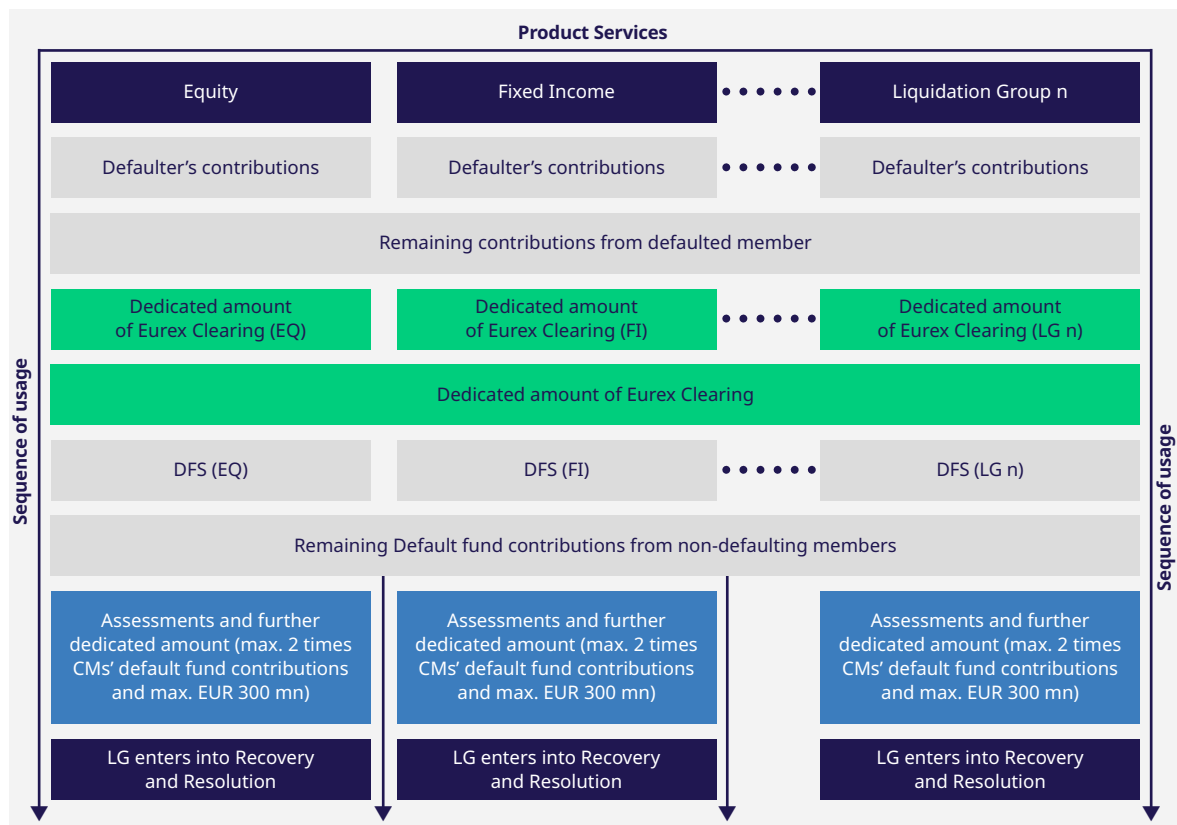 Product Services
Equity
Fixed Income
Liquidation Group n
Defaulter’s contributions
Defaulter’s contributions
Defaulter’s contributions
Remaining contributions from defaulted member
Dedicated amount
of Eurex Clearing (EQ)
Dedicated amount
of Eurex Clearing (FI)
Dedicated amount
of Eurex Clearing (LG n)
Dedicated amount of Eurex Clearing
Sequence of usage
DFS (EQ)
DFS (FI)
DFS (LG n)
Sequence of usage
Remaining Default fund contributions from non-defaulting members
Assessments and further
dedicated amount (max. 2 times
CMs’ default fund contributions
and max. EUR 300 mn)
Assessments and further
dedicated amount (max. 2 times
CMs’ default fund contributions
and max. EUR 300 mn)
Assessments and further
dedicated amount (max. 2 times
CMs’ default fund contributions
and max. EUR 300 mn)
LG enters into Recovery
and Resolution
LG enters into Recovery
and Resolution
LG enters into Recovery
and Resolution